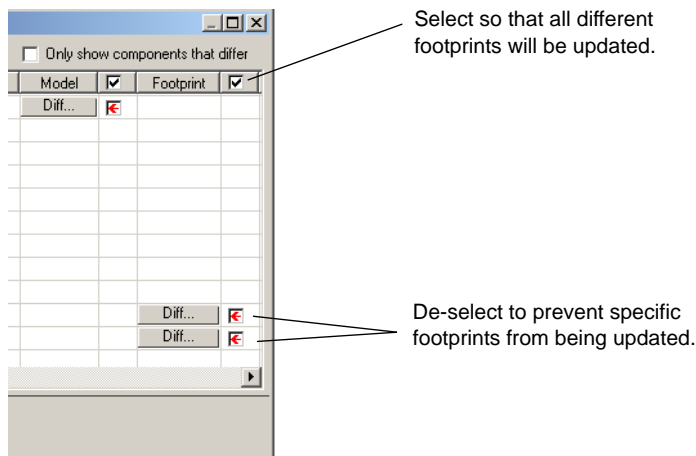 Select so that all different
footprints will be updated.
Only show components that differ
Model Footprint
Diff...
Diff...
Diff...
De-select to prevent specific
footprints from being updated.